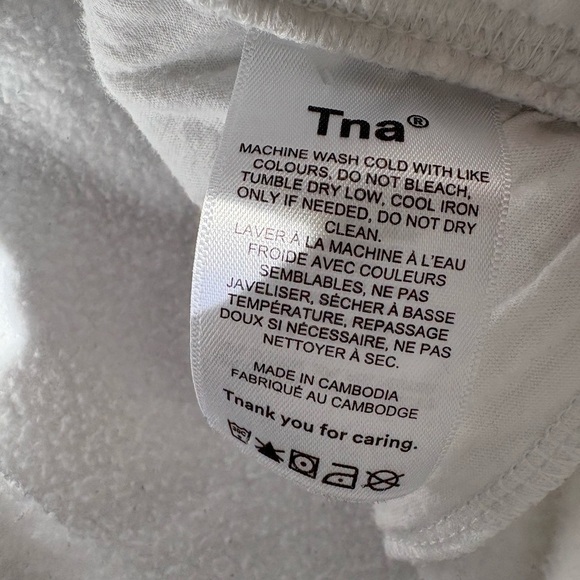 Tna®
MACHINE WASH COLD WITH LIKE
COLOURS, DO NOT BLEACH,
TUMBLE DRY LOW, COOL IRON
ONLY IF NEEDED, DO NOT DRY
CLEAN.
LAVER À LA MACHINE À L'EAU
FROIDE AVEC COULEURS
SEMBLABLES, NE PAS
JAVELISER, SÉCHER À BASSE
TEMPÉRATURE, REPASSAGE
DOUX SI NÉCESSAIRE, NE PAS
NETTOYER À SEC.
MADE IN CAMBODIA
FABRIQUÉ AU CAMBODGE
Tnank you for caring.